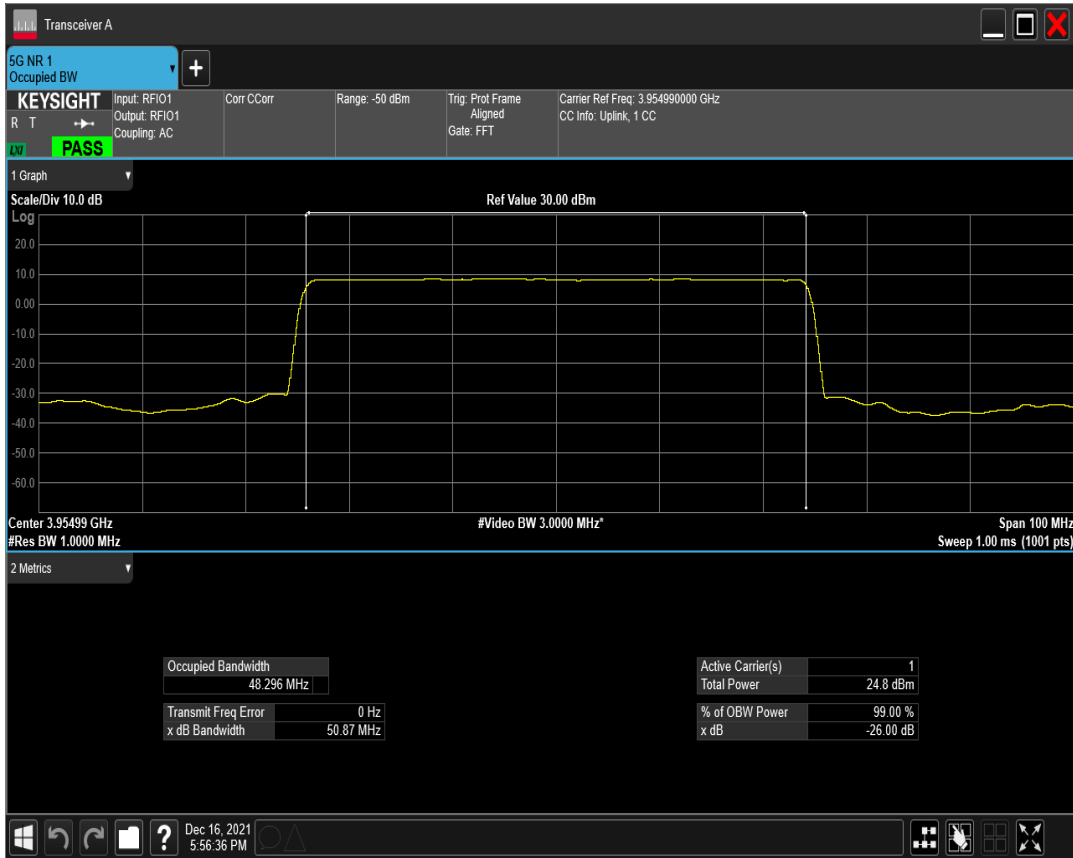 Transceiver A
5G NR 1
Occupied BW
KEYSIGHT
R T
LXI
PASS
Input: RFIO1
Output: RFIO1
Coupling: AC
Corr CCorr
Range: -50 dBm
Trig: Prot Frame
Aligned
Gate: FFT
Carrier Ref Freq: 3.954990000 GHz
CC Info: Uplink, 1 CC
1 Graph
Scale/Div 10.0 dB
Ref Value 30.00 dBm
Log
20.0
10.0
0.00
-10.0
-20.0
-30.0
-40.0
-50.0
-60.0
Center 3.95499 GHz
#Video BW 3.0000 MHz*
Span 100 MHz
#Res BW 1.0000 MHz
Sweep 1.00 ms (1001 pts)
2 Metrics
Occupied Bandwidth
48.296 MHz
Transmit Freq Error 0 Hz
x dB Bandwidth 50.87 MHz
Active Carrier(s) 1
Total Power 24.8 dBm
% of OBW Power 99.00 %
x dB -26.00 dB
?
Dec 16, 2021
5:56:36 PM